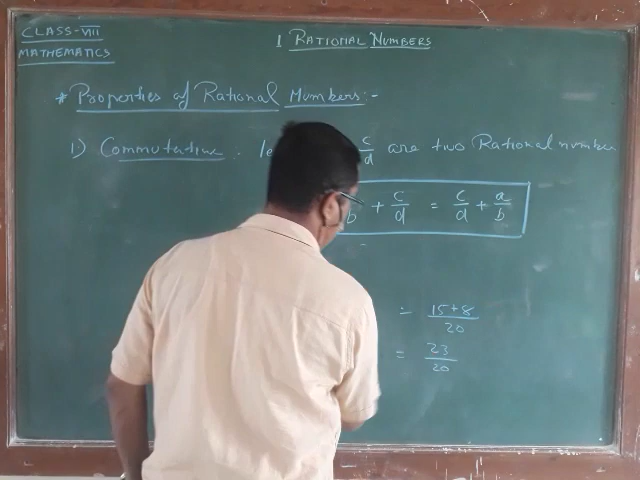 CLASS-VIII
MATHEMATICS
1 RATIONAL NUMBERS
* Properties of Rational Numbers:-
1) Commutative. le c/d are two Rational number
b + c/d = c/d + a/b
= 15+8/20
= 23/20